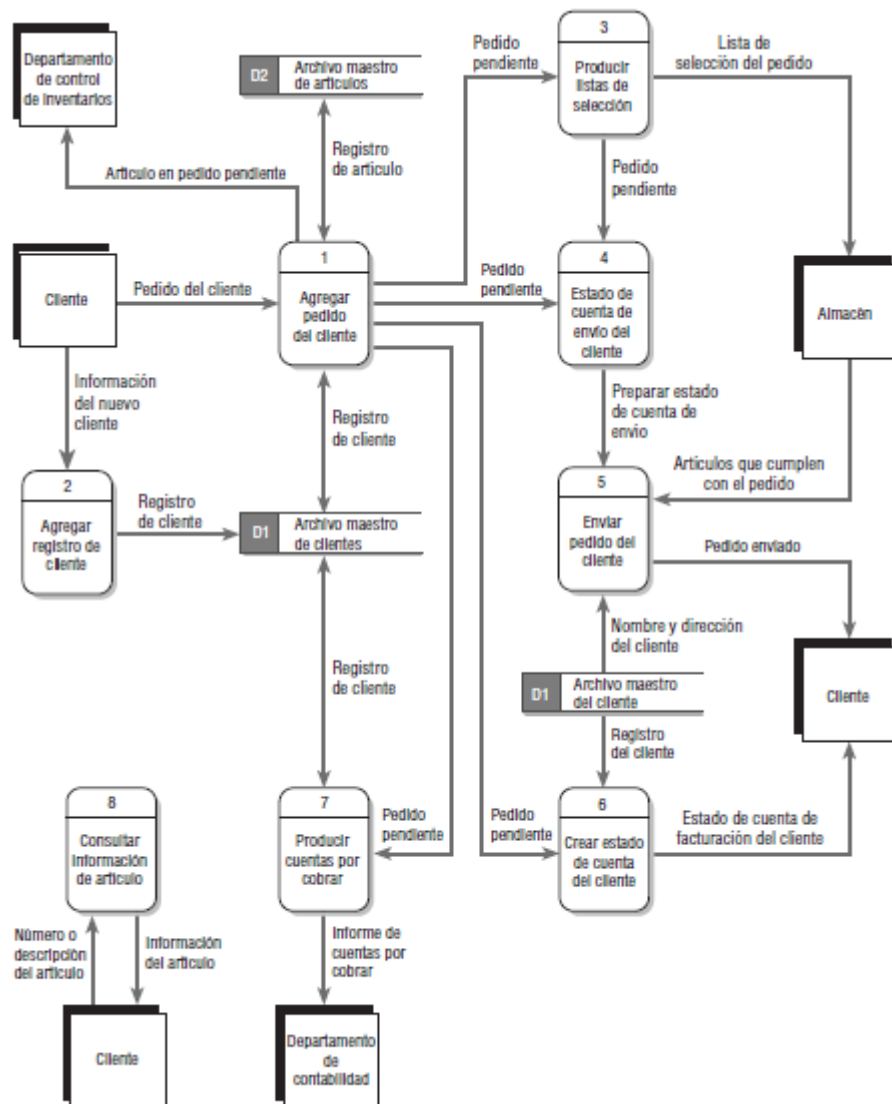 Departamento
de control
de inventarios
D2
Archivo maestro
de artículos
Pedido
pendiente
3
Producir
listas de
selección
Lista de
selección del pedido
Artículo en pedido pendiente
Registro
de artículo
Pedido
pendiente
Cliente
Pedido del cliente
1
Agregar
pedido
del cliente
Pedido
pendiente
4
Estado de
cuenta de
envío del
cliente
Almacén
Información
del nuevo
cliente
Registro
de cliente
Preparar estado
de cuenta de
envío
2
Agregar
registro de
cliente
Registro
de cliente
D1
Archivo maestro
de clientes
5
Enviar
pedido del
cliente
Artículos que cumplen
con el pedido
Pedido enviado
Registro
de cliente
Nombre y dirección
del cliente
D1
Archivo maestro
del cliente
Cliente
Registro
del cliente
8
Consultar
información
de artículo
7
Producir
cuentas por
cobrar
Pedido
pendiente
Pedido
pendiente
6
Crear estado
de cuenta
del cliente
Estado de cuenta de
facturación del cliente
Número o
descripción
del artículo
Información
del artículo
Informe de
cuentas por
cobrar
Cliente
Departamento
de
contabilidad